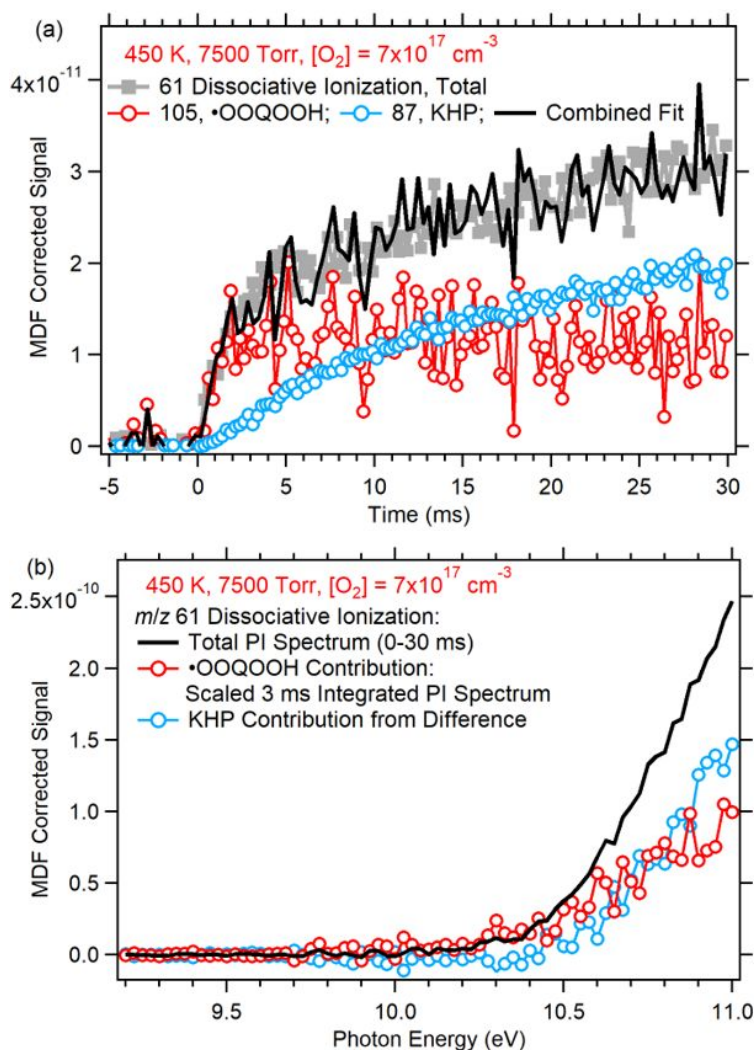 (a)
450 K, 7500 Torr, [O₂] = 7x10¹⁷ cm⁻³
4x10⁻¹¹
61 Dissociative Ionization, Total
105, •OOQOOH; 87, KHP; Combined Fit
3
2
1
0
MDF Corrected Signal
-5 0 5 10 15 20 25 30
Time (ms)
(b)
450 K, 7500 Torr, [O₂] = 7x10¹⁷ cm⁻³
2.5x10⁻¹⁰
m/z 61 Dissociative Ionization:
Total PI Spectrum (0-30 ms)
•OOQOOH Contribution:
Scaled 3 ms Integrated PI Spectrum
KHP Contribution from Difference
2.0
1.5
1.0
0.5
0.0
MDF Corrected Signal
9.5 10.0 10.5 11.0
Photon Energy (eV)